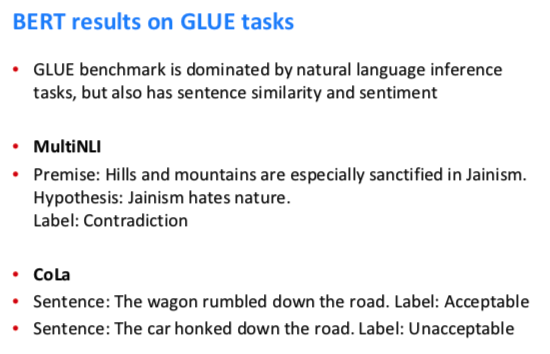 BERT results on GLUE tasks
• GLUE benchmark is dominated by natural language inference
tasks, but also has sentence similarity and sentiment
• MultiNLI
• Premise: Hills and mountains are especially sanctified in Jainism.
Hypothesis: Jainism hates nature.
Label: Contradiction
• CoLa
• Sentence: The wagon rumbled down the road. Label: Acceptable
• Sentence: The car honked down the road. Label: Unacceptable